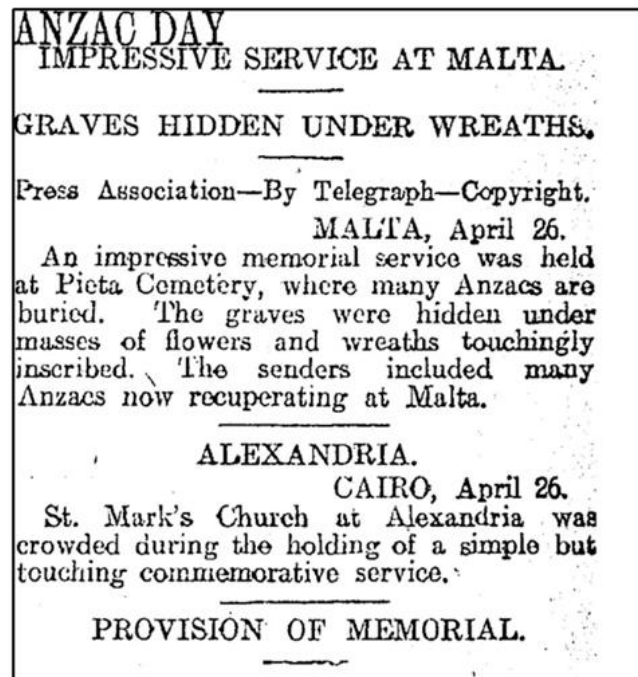 ANZAC DAY
IMPRESSIVE SERVICE AT MALTA.
GRAVES HIDDEN UNDER WREATHS.
Press Association—By Telegraph—Copyright.
MALTA, April 26.
An impressive memorial service was held
at Pieta Cemetery, where many Anzacs are
buried. The graves were hidden under
masses of flowers and wreaths touchingly
inscribed. The senders included many
Anzacs now recuperating at Malta.
ALEXANDRIA.
CAIRO, April 26.
St. Mark's Church at Alexandria was
crowded during the holding of a simple but
touching commemorative service.
PROVISION OF MEMORIAL.